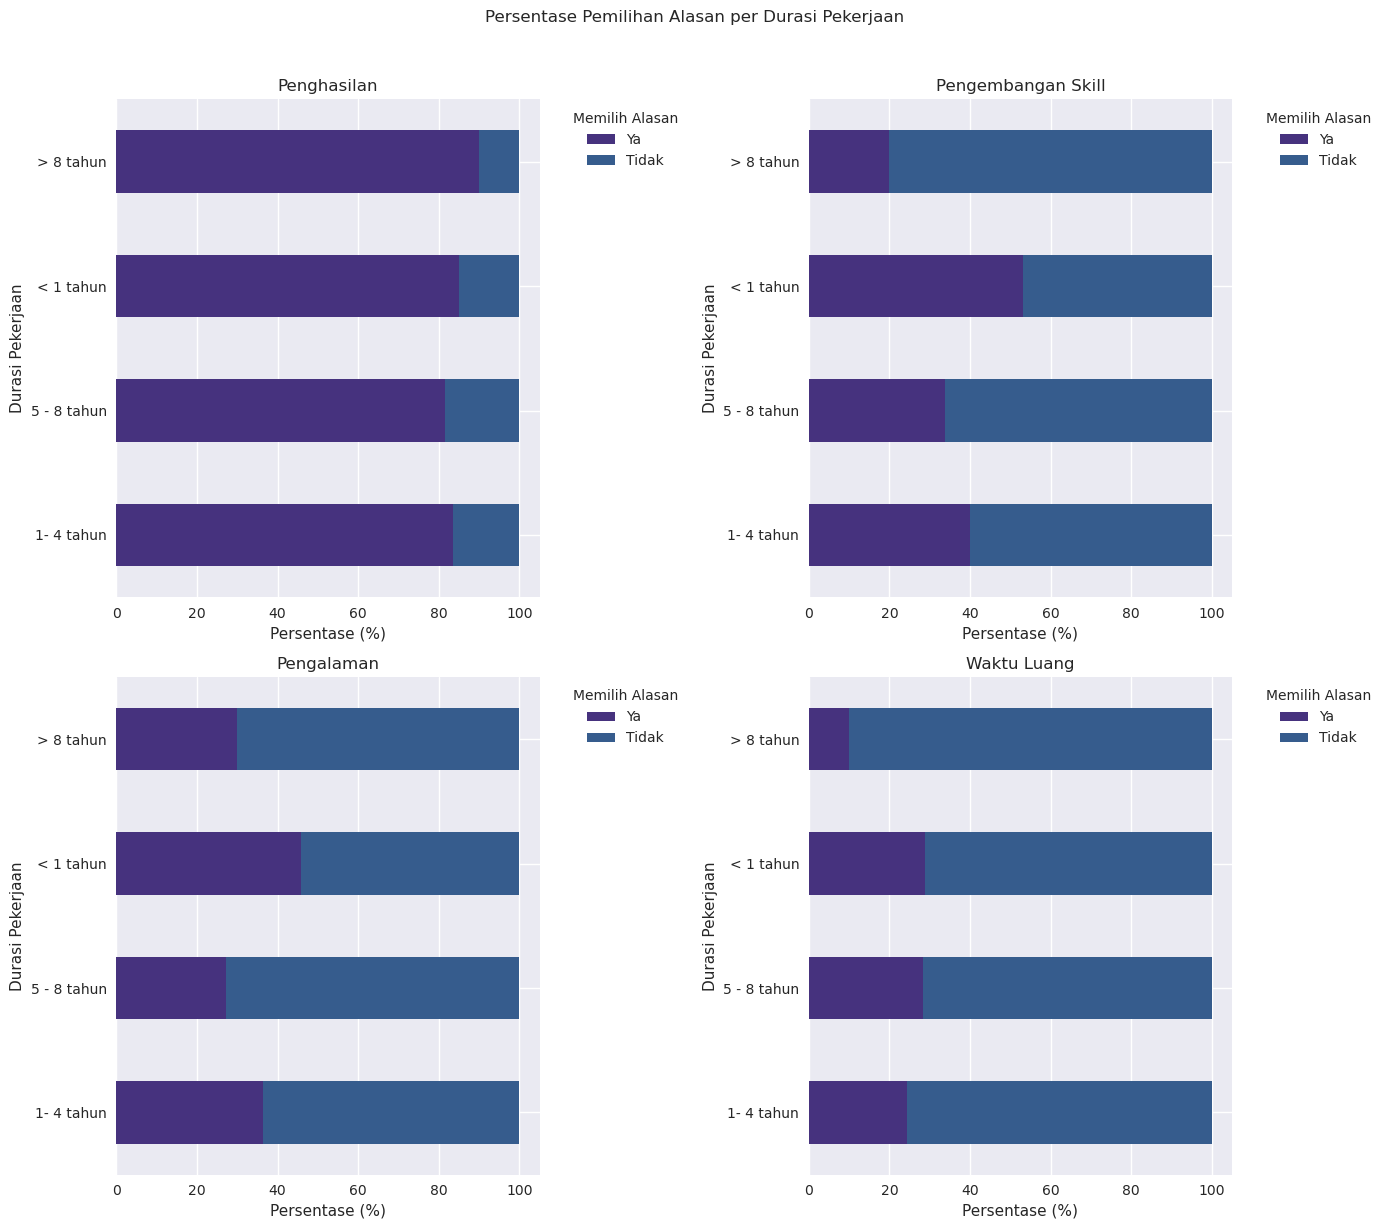 Persentase Pemilihan Alasan per Durasi Pekerjaan
Penghasilan
Memilih Alasan
Ya
Tidak
Durasi Pekerjaan
> 8 tahun
< 1 tahun
5 - 8 tahun
1- 4 tahun
0 20 40 60 80 100
Persentase (%)
Pengembangan Skill
Memilih Alasan
Ya
Tidak
Durasi Pekerjaan
> 8 tahun
< 1 tahun
5 - 8 tahun
1- 4 tahun
0 20 40 60 80 100
Persentase (%)
Pengalaman
Memilih Alasan
Ya
Tidak
Durasi Pekerjaan
> 8 tahun
< 1 tahun
5 - 8 tahun
1- 4 tahun
0 20 40 60 80 100
Persentase (%)
Waktu Luang
Memilih Alasan
Ya
Tidak
Durasi Pekerjaan
> 8 tahun
< 1 tahun
5 - 8 tahun
1- 4 tahun
0 20 40 60 80 100
Persentase (%)